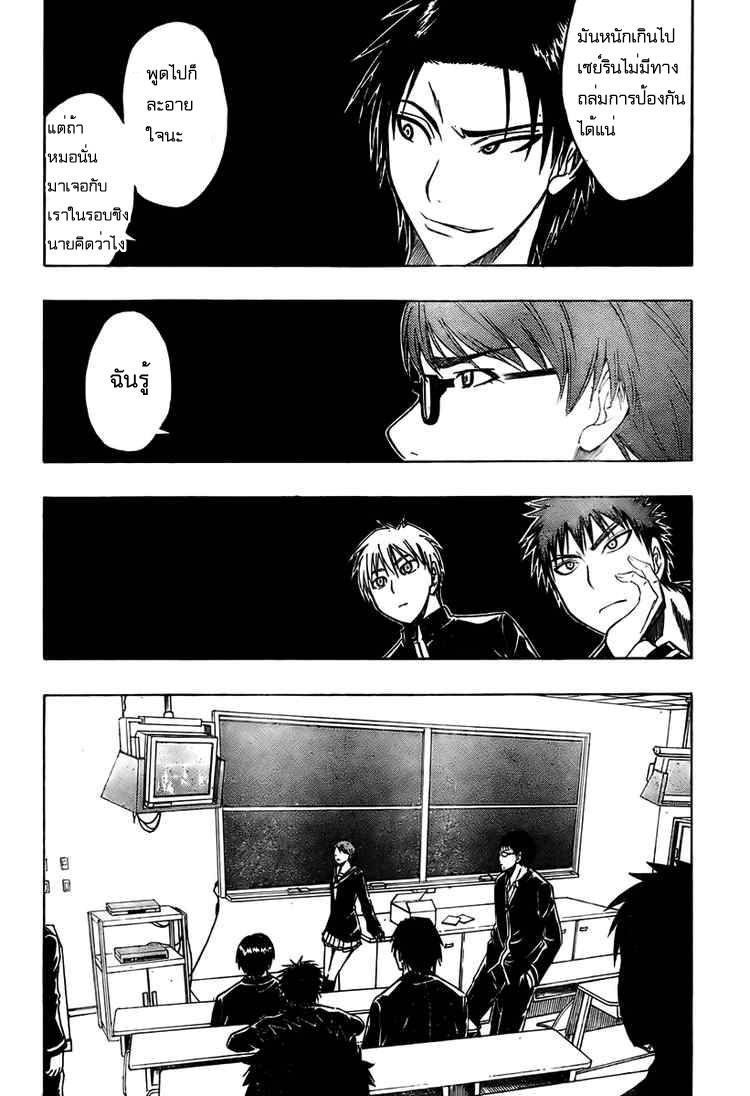 มันหนักเกินไป
เซย์รินไม่มีทาง
ถล่มการป้องกัน
ได้แน่
พูดไปก็
ละอาย
ใจนะ
แต่ถ้า
หมอนั่น
มาเจอกับ
เราในรอบชิง
นายคิดว่าไง
ฉันรู้